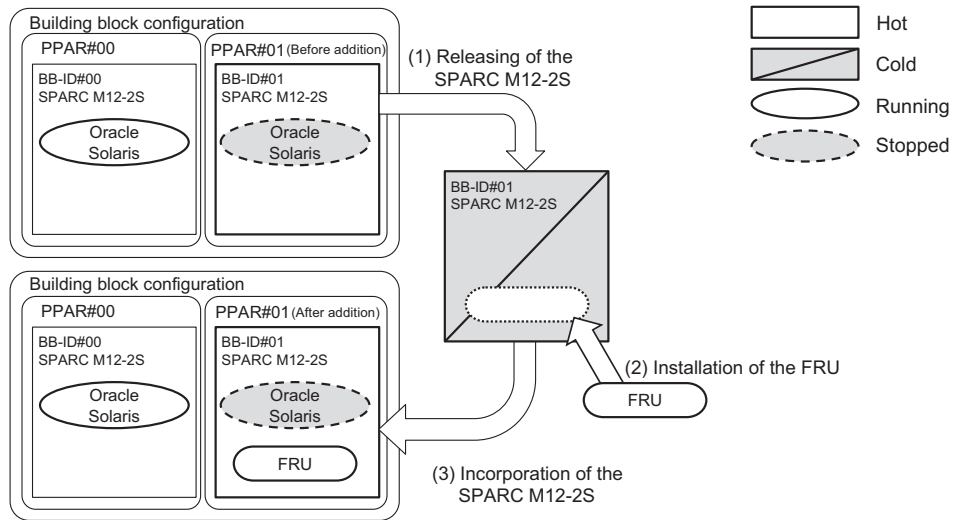 Building block configuration
PPAR#00
BB-ID#00
SPARC M12-2S
Oracle
Solaris
PPAR#01 (Before addition)
BB-ID#01
SPARC M12-2S
Oracle
Solaris
(1) Releasing of the
SPARC M12-2S
Hot
Cold
Running
Stopped
BB-ID#01
SPARC M12-2S
(2) Installation of the FRU
FRU
Building block configuration
PPAR#00
BB-ID#00
SPARC M12-2S
Oracle
Solaris
PPAR#01 (After addition)
BB-ID#01
SPARC M12-2S
Oracle
Solaris
FRU
(3) Incorporation of the
SPARC M12-2S